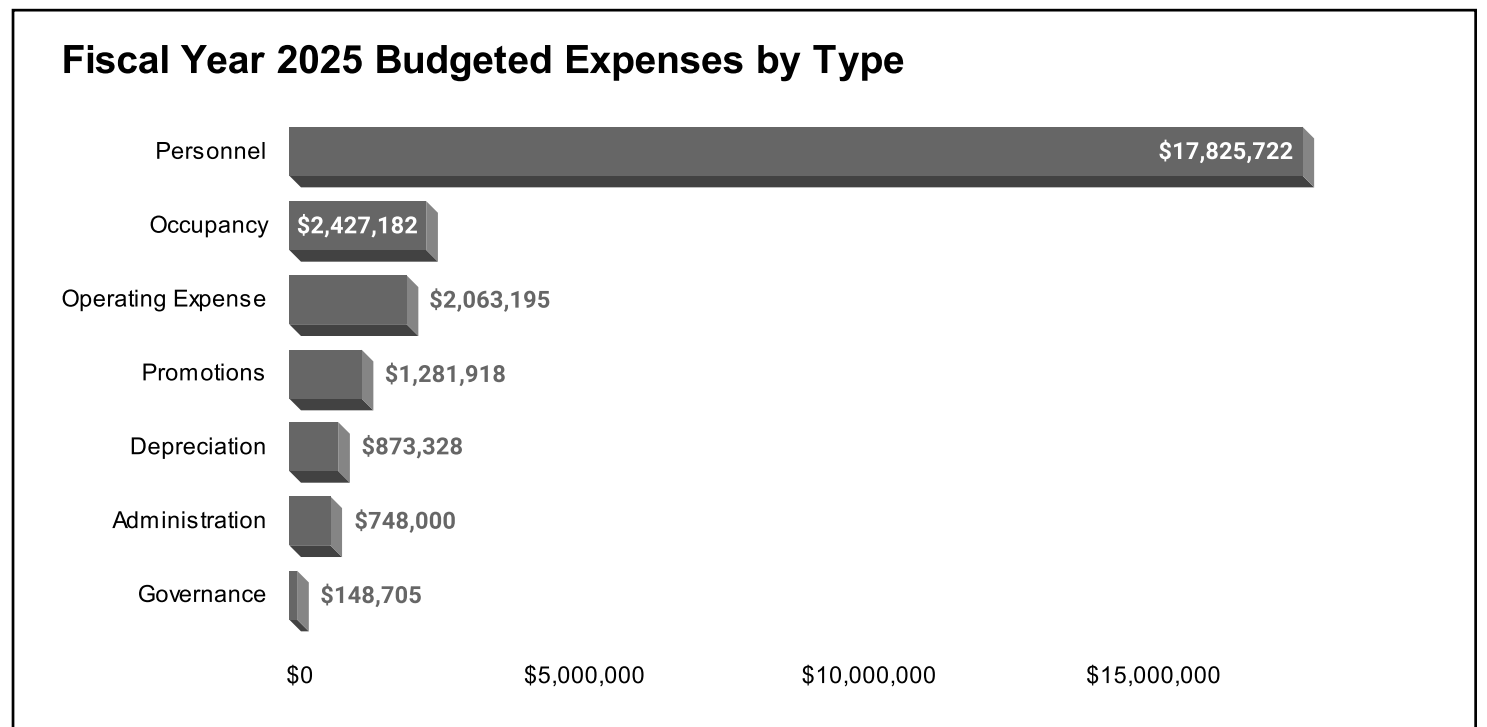 Fiscal Year 2025 Budgeted Expenses by Type
Personnel $17,825,722
Occupancy $2,427,182
Operating Expense $2,063,195
Promotions $1,281,918
Depreciation $873,328
Administration $748,000
Governance $148,705
$0 $5,000,000 $10,000,000 $15,000,000